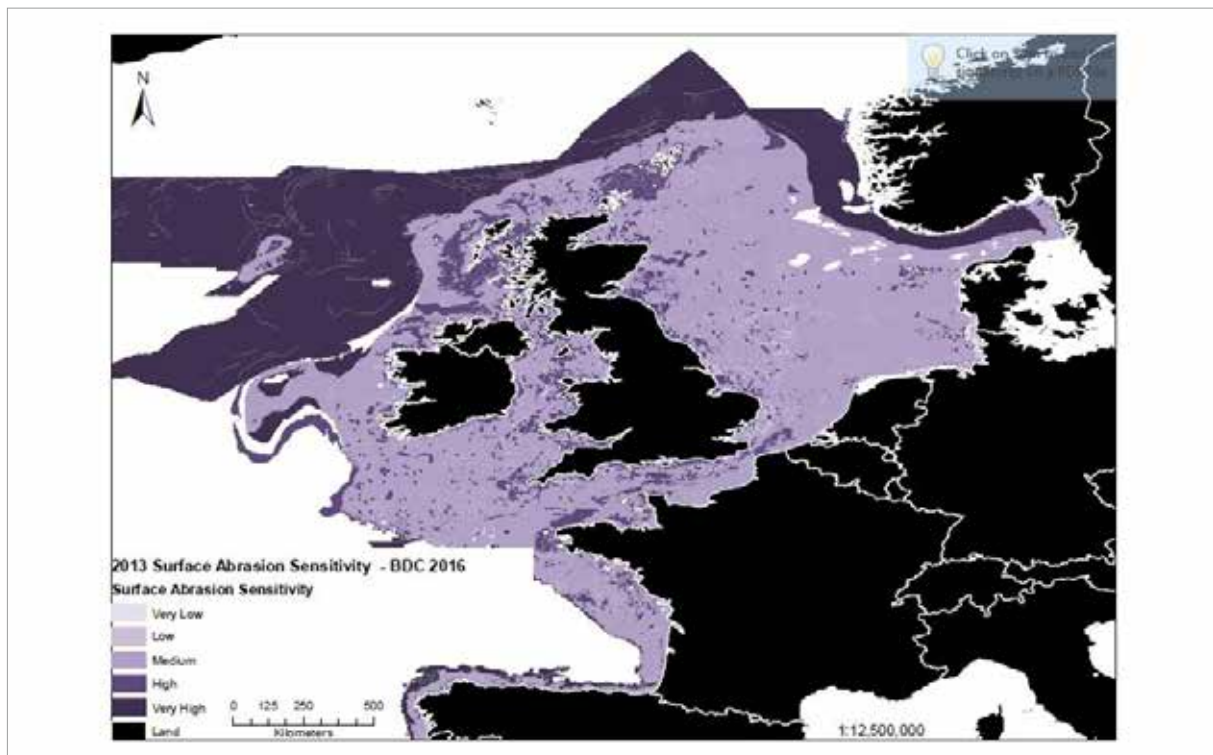 Click on
N
2013 Surface Abrasion Sensitivity - BDC 2016
Surface Abrasion Sensitivity
Very Low
Low
Medium
High
Very High
Land
0 125 250 500
Kilometers
1:12,500,000